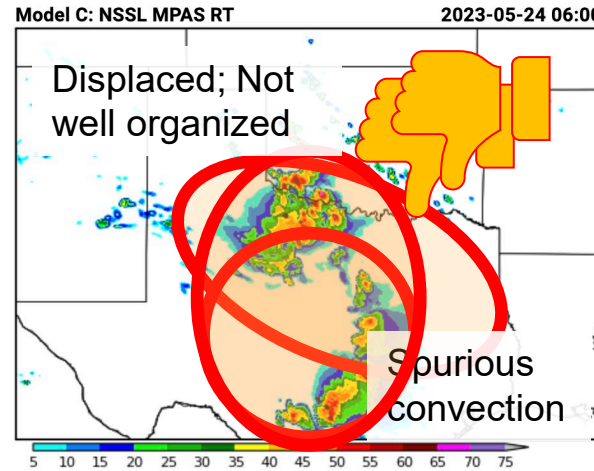 Model C: NSSL MPAS RT 2023-05-24 06:00
Displaced; Not
well organized
Spurious
convection
5 10 15 20 25 30 35 40 45 50 55 60 65 70 75